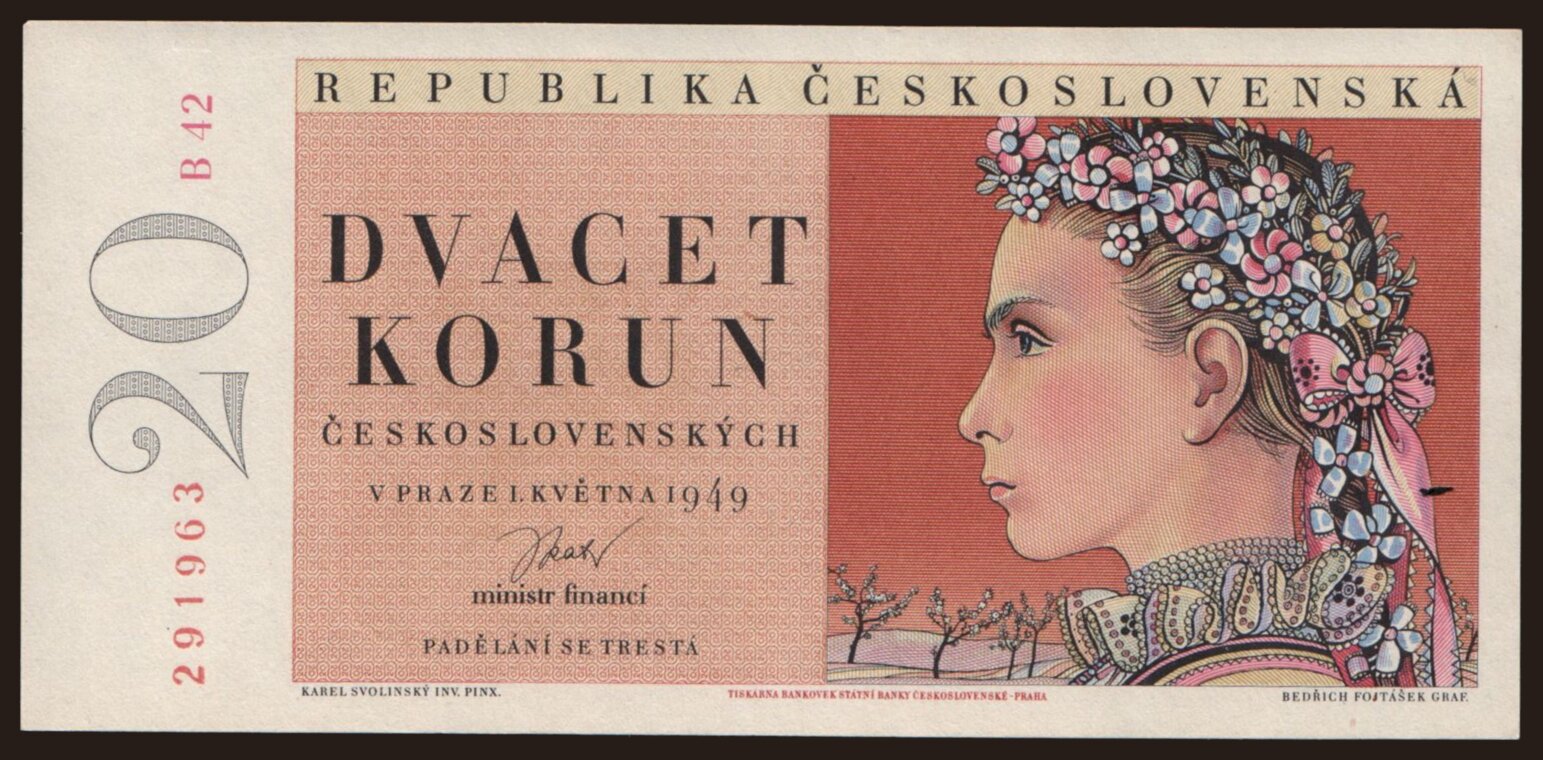 REPUBLIKA ČESKOSLOVENSKÁ
B 42
20
291963
DVACET
KORUN
ČESKOSLOVENSKÝCH
V PRAZE 1. KVĚTNA 1949
ministr financí
PADĚLÁNÍ SE TRESTÁ
KAREL SVOLINSKÝ INV. PINX.
TISKÁRNA BANKOVEK STÁTNÍ BANKY ČESKOSLOVENSKÉ - PRAHA
BEDŘICH FOJTÁŠEK GRAF.